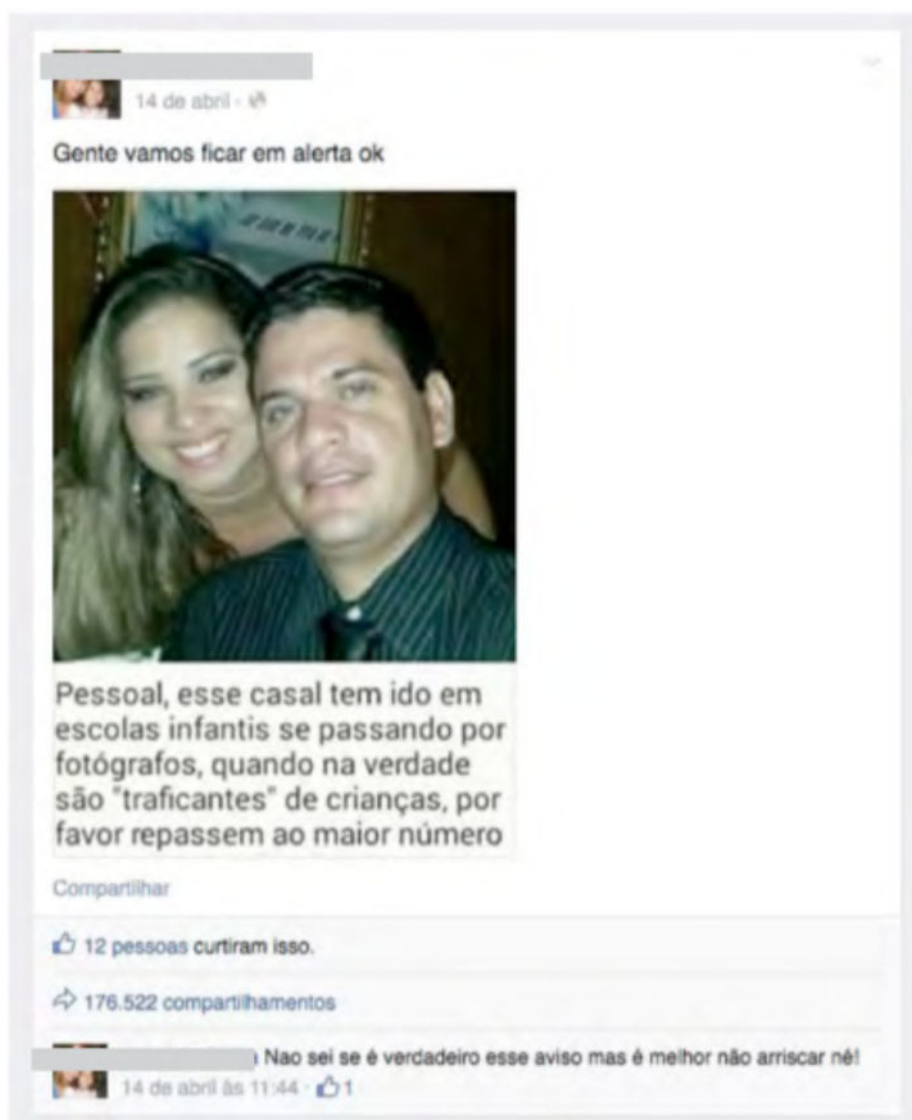 14 de abril ·
Gente vamos ficar em alerta ok
Pessoal, esse casal tem ido em
escolas infantis se passando por
fotógrafos, quando na verdade
são "traficantes" de crianças, por
favor repassem ao maior número
Compartilhar
12 pessoas curtiram isso.
176.522 compartilhamentos
Nao sei se é verdadeiro esse aviso mas é melhor não arriscar né!
14 de abril às 11:44 · 1